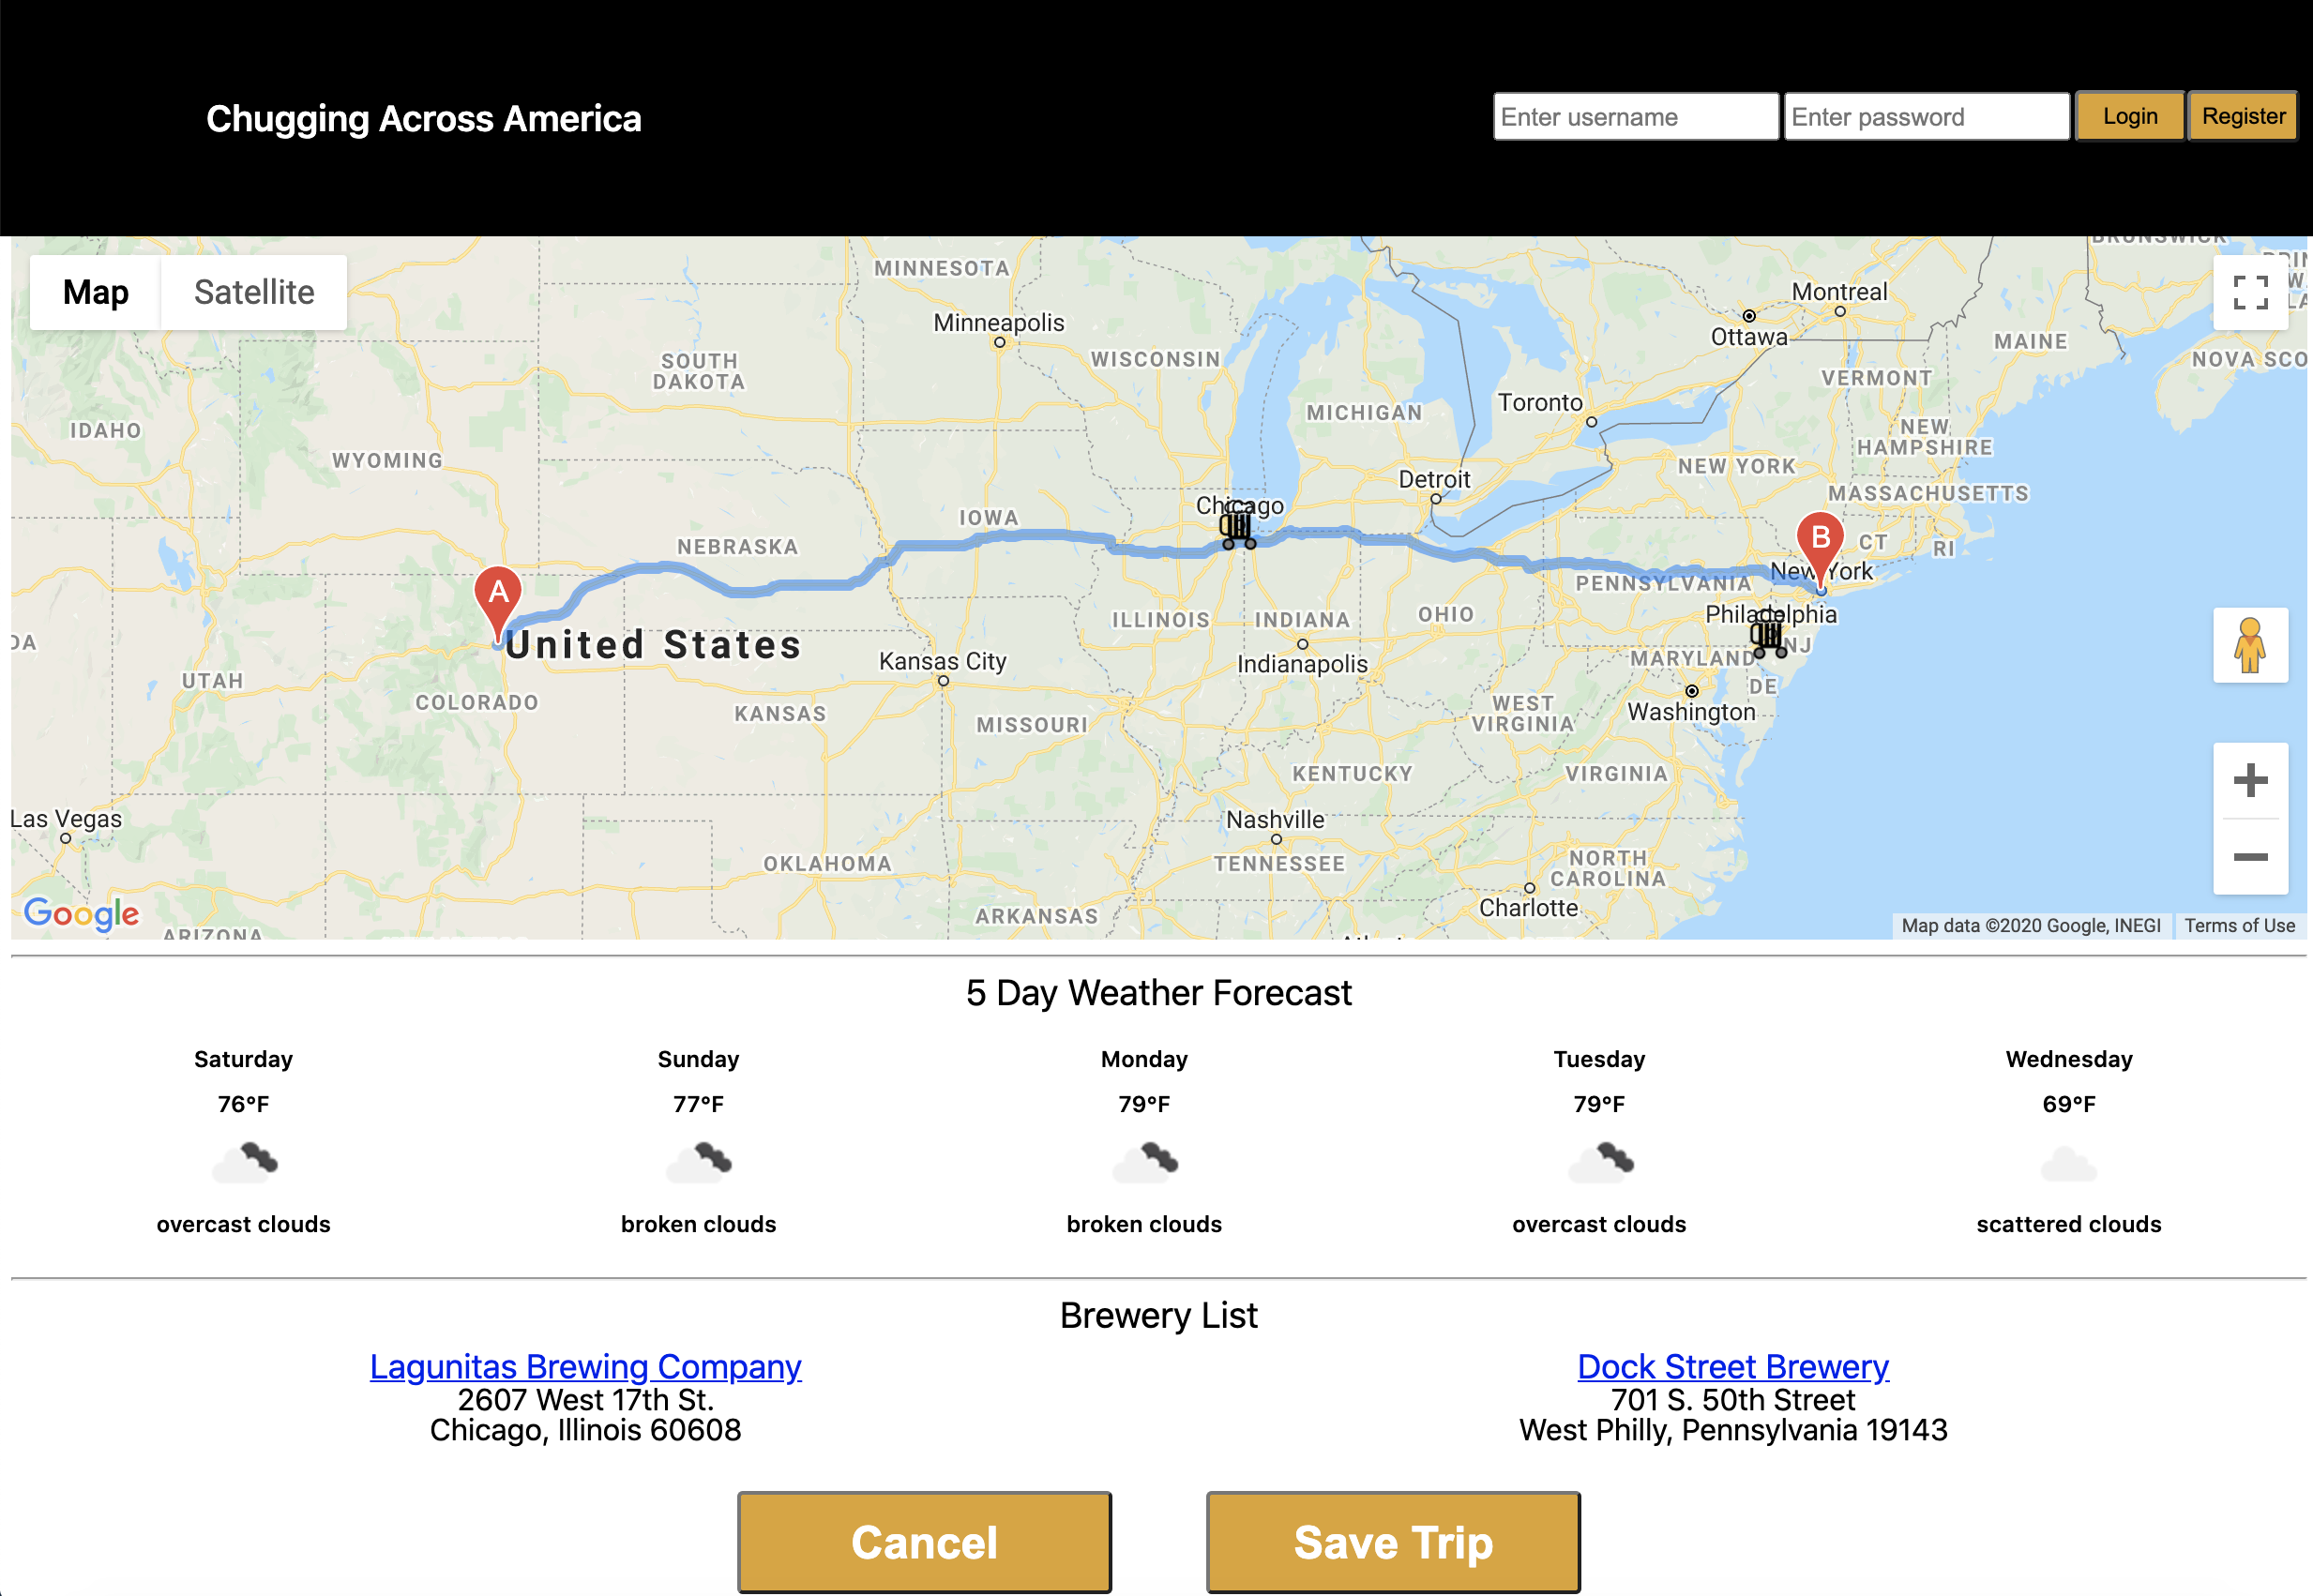 Chugging Across America
Enter username
Enter password
Login
Register
Map
Satellite
MINNESOTA
Minneapolis
SOUTH
DAKOTA
WISCONSIN
MICHIGAN
Montreal
Ottawa
MAINE
NOVA SCO
VERMONT
Toronto
NEW
HAMPSHIRE
IDAHO
WYOMING
NEW YORK
Detroit
MASSACHUSETTS
Chicago
IOWA
NEBRASKA
CT
RI
A
B
New York
PENNSYLVANIA
United States
ILLINOIS
INDIANA
OHIO
Philadelphia
NJ
DA
Kansas City
Indianapolis
MARYLAND
UTAH
COLORADO
DE
KANSAS
MISSOURI
WEST
VIRGINIA
Washington
KENTUCKY
VIRGINIA
Las Vegas
Nashville
OKLAHOMA
TENNESSEE
NORTH
CAROLINA
Charlotte
ARKANSAS
Google
ARIZONA
Map data ©2020 Google, INEGI
Terms of Use
5 Day Weather Forecast
Saturday
Sunday
Monday
Tuesday
Wednesday
76°F
77°F
79°F
79°F
69°F
overcast clouds
broken clouds
broken clouds
overcast clouds
scattered clouds
Brewery List
Lagunitas Brewing Company
2607 West 17th St.
Chicago, Illinois 60608
Dock Street Brewery
701 S. 50th Street
West Philly, Pennsylvania 19143
Cancel
Save Trip